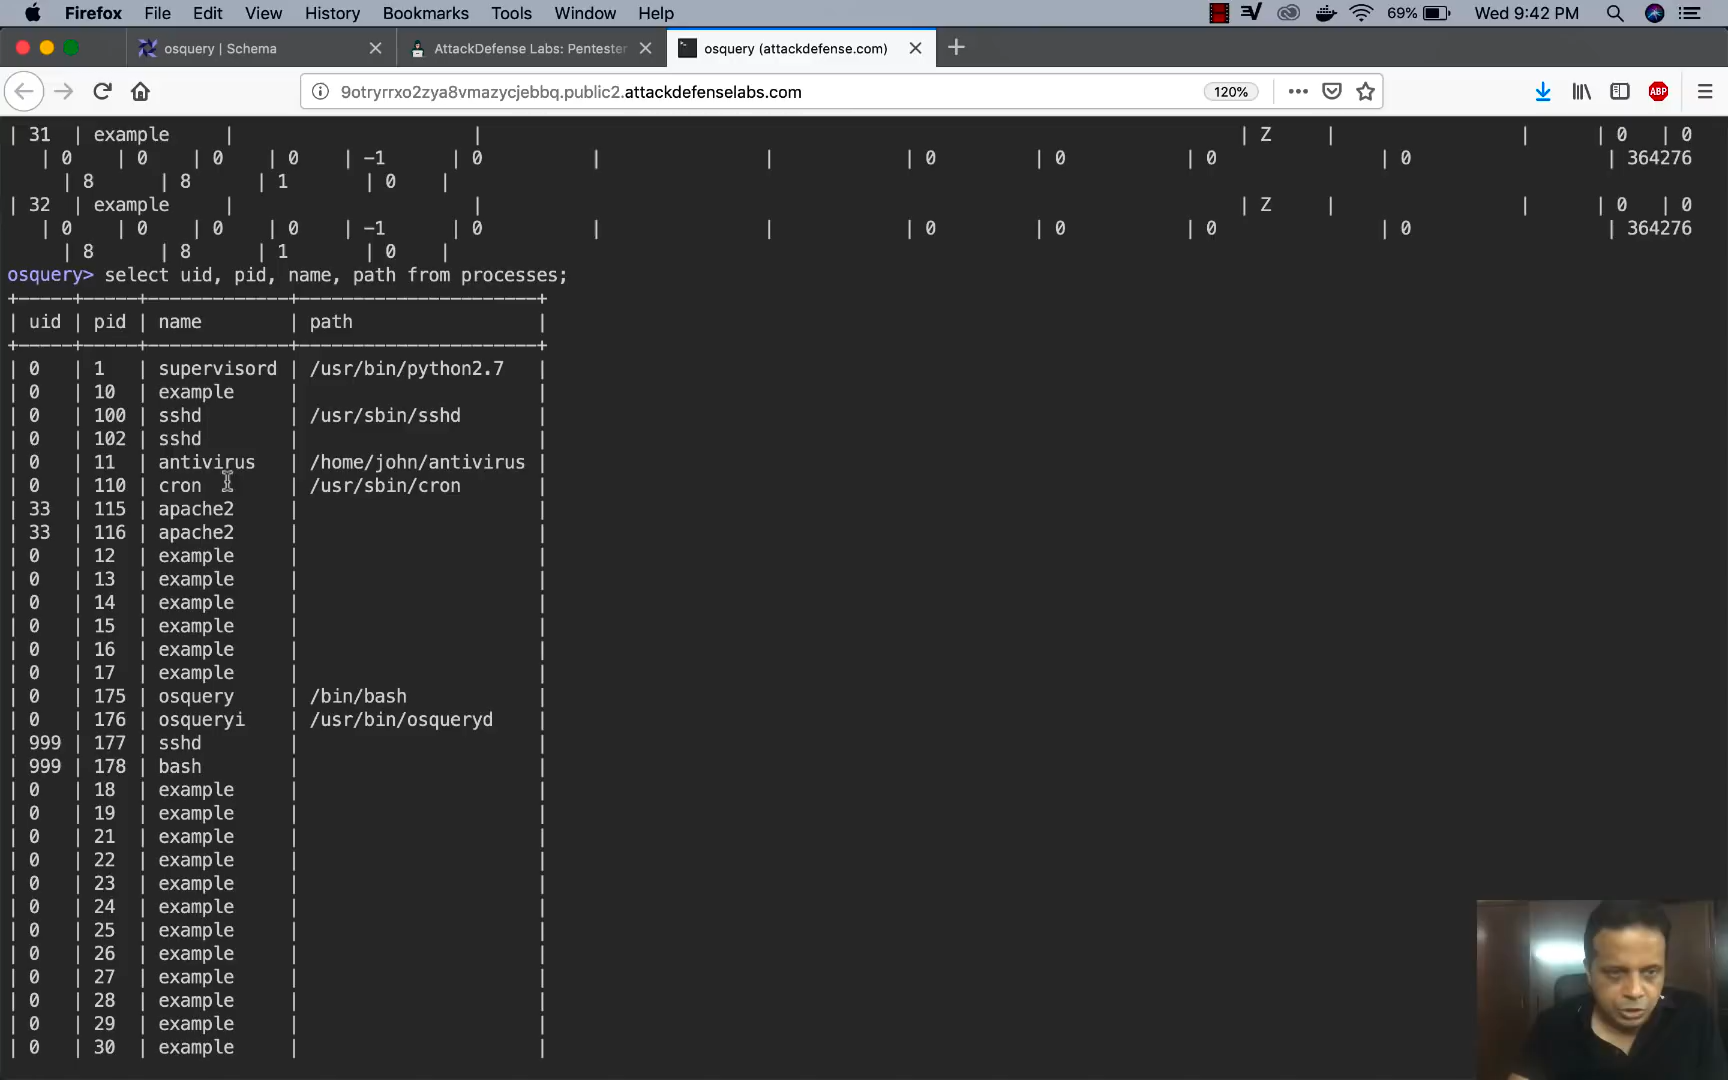 Firefox File Edit View History Bookmarks Tools Window Help 69% Wed 9:42 PM
osquery | Schema AttackDefense Labs: Pentester osquery (attackdefense.com)
9otryrrxo2zya8vmazycjebbq.public2.attackdefenselabs.com 120% ABP
| 31 | example | | | Z | | | 0 | 0
| 0 | 0 | 0 | 0 | -1 | 0 | | | 0 | 0 | 0 | 0 | 364276
| 8 | 8 | 1 | 0 |
| 32 | example | | | Z | | | 0 | 0
| 0 | 0 | 0 | 0 | -1 | 0 | | | 0 | 0 | 0 | 0 | 364276
| 8 | 8 | 1 | 0 |
osquery> select uid, pid, name, path from processes;
+-----+-----+-------------+----------------------+
| uid | pid | name | path |
+-----+-----+-------------+----------------------+
| 0 | 1 | supervisord | /usr/bin/python2.7 |
| 0 | 10 | example | |
| 0 | 100 | sshd | /usr/sbin/sshd |
| 0 | 102 | sshd | |
| 0 | 11 | antivirus | /home/john/antivirus |
| 0 | 110 | cron | /usr/sbin/cron |
| 33 | 115 | apache2 | |
| 33 | 116 | apache2 | |
| 0 | 12 | example | |
| 0 | 13 | example | |
| 0 | 14 | example | |
| 0 | 15 | example | |
| 0 | 16 | example | |
| 0 | 17 | example | |
| 0 | 175 | osquery | /bin/bash |
| 0 | 176 | osqueryi | /usr/bin/osqueryd |
| 999 | 177 | sshd | |
| 999 | 178 | bash | |
| 0 | 18 | example | |
| 0 | 19 | example | |
| 0 | 21 | example | |
| 0 | 22 | example | |
| 0 | 23 | example | |
| 0 | 24 | example | |
| 0 | 25 | example | |
| 0 | 26 | example | |
| 0 | 27 | example | |
| 0 | 28 | example | |
| 0 | 29 | example | |
| 0 | 30 | example | |